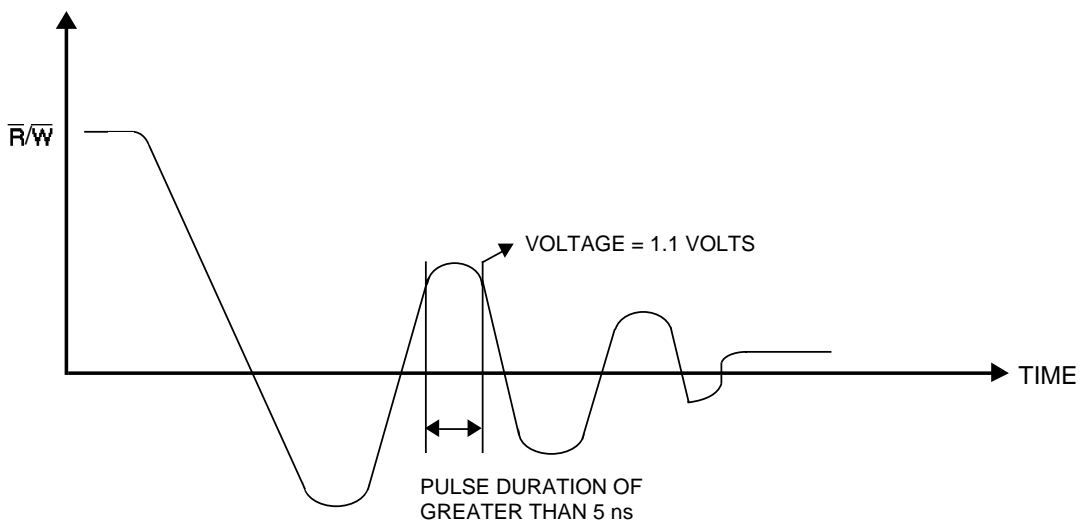 R̅/W̅
VOLTAGE = 1.1 VOLTS
TIME
PULSE DURATION OF
GREATER THAN 5 ns